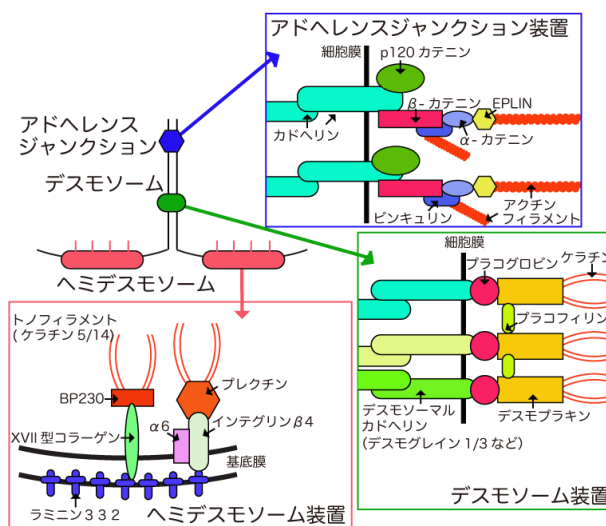 アドヘレンスジャンクション装置
細胞膜
p120 カテニン
β- カテニン
EPLIN
カドヘリン
α- カテニン
ビンキュリン
アクチン
フィラメント
アドヘレンス
ジャンクション
デスモソーム
ヘミデスモソーム
細胞膜
プラコグロビン
ケラチン
プラコフィリン
デスモソーマル
カドヘリン
(デスモグレイン 1/3 など)
デスモプラキン
デスモソーム装置
トノフィラメント
(ケラチン 5/14)
BP230
プレクチン
XVII 型コラーゲン
α6
インテグリンβ4
基底膜
ラミニン332
ヘミデスモソーム装置